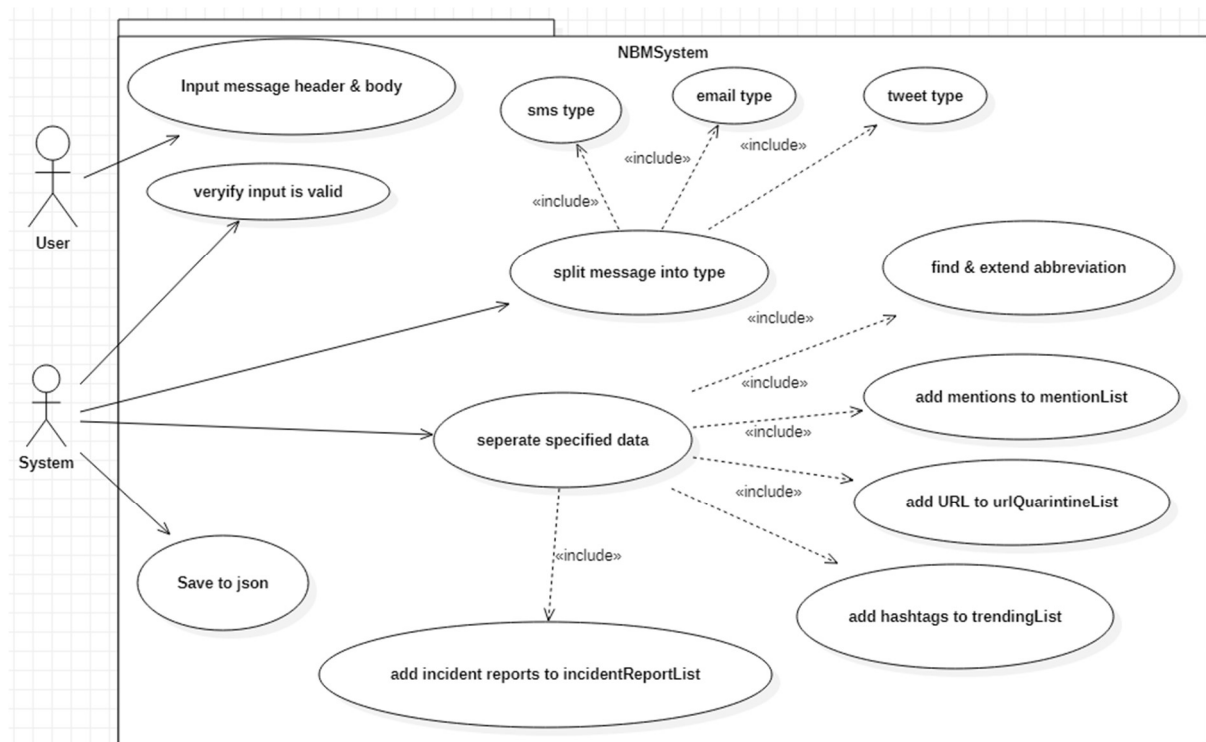 NBMSystem
Input message header & body
sms type
email type
tweet type
«include»
«include»
«include»
veryify input is valid
User
split message into type
find & extend abbreviation
«include»
«include»
add mentions to mentionList
System
seperate specified data
«include»
add URL to urlQuarintineList
«include»
«include»
Save to json
add hashtags to trendingList
add incident reports to incidentReportList